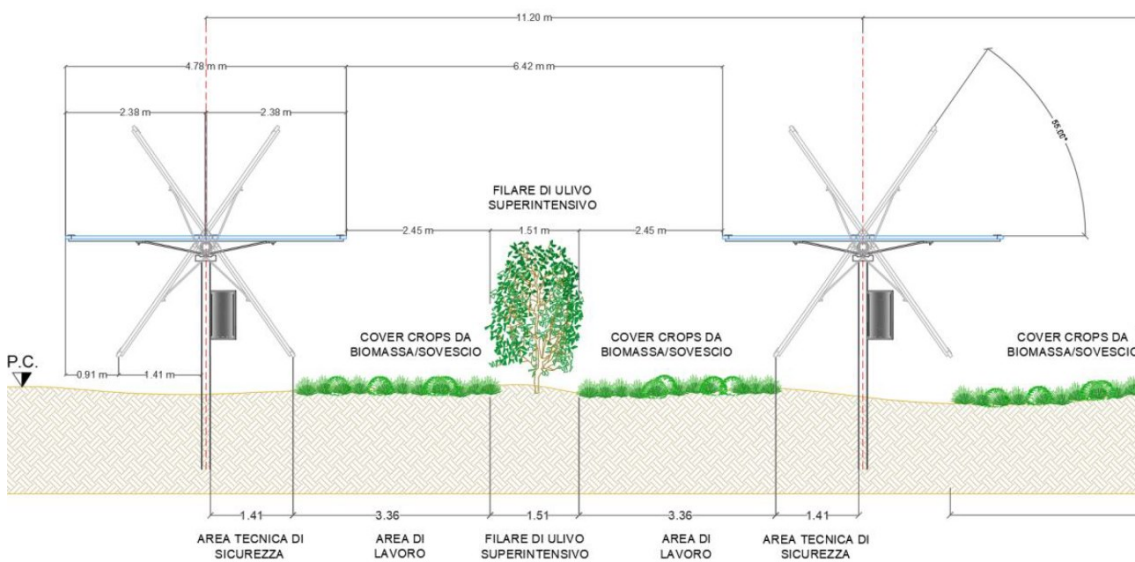 11.20 m
4.78 m m
6.42 m m
2.38 m
2.38 m
55.00°
FILARE DI ULIVO
SUPERINTENSIVO
2.45 m
1.51 m
2.45 m
COVER CROPS DA
BIOMASSA/SOVESCIO
COVER CROPS DA
BIOMASSA/SOVESCIO
COVER CROPS DA
BIOMASSA/SOVESCIO
P.C.
0.91 m
1.41 m
1.41
3.36
1.51
3.36
1.41
AREA TECNICA DI
SICUREZZA
AREA DI
LAVORO
FILARE DI ULIVO
SUPERINTENSIVO
AREA DI
LAVORO
AREA TECNICA DI
SICUREZZA